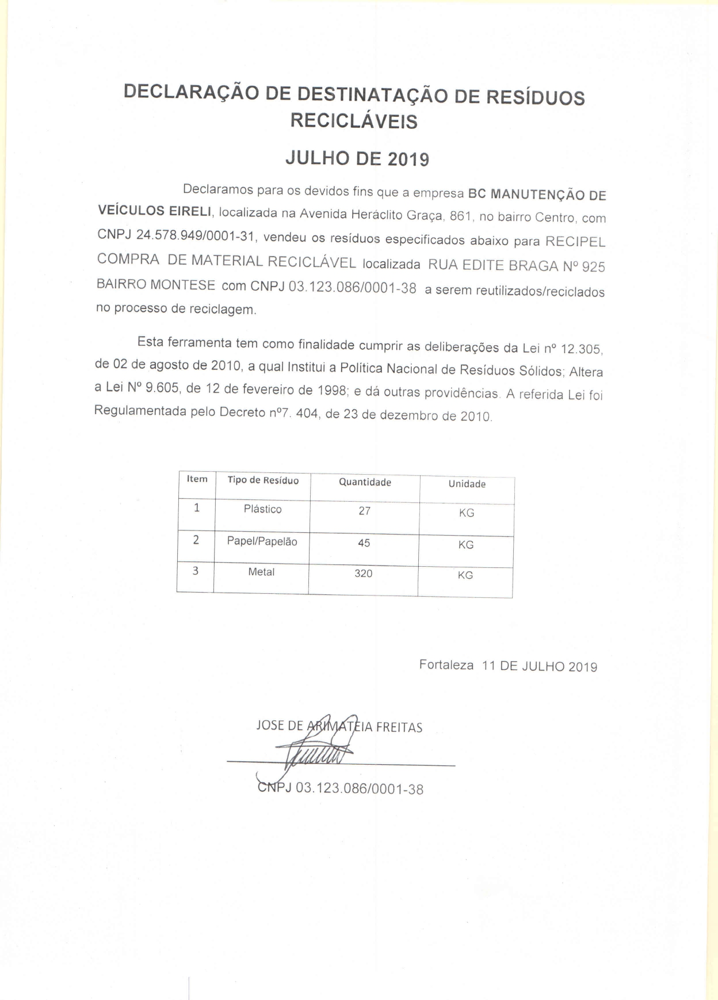 DECLARAÇÃO DE DESTINATAÇÃO DE RESÍDUOS
RECICLÁVEIS
JULHO DE 2019
Declaramos para os devidos fins que a empresa BC MANUTENÇÃO DE
VEÍCULOS EIRELI, localizada na Avenida Heráclito Graça, 861, no bairro Centro, com
CNPJ 24.578.949/0001-31, vendeu os resíduos especificados abaixo para RECIPEL
COMPRA DE MATERIAL RECICLÁVEL localizada RUA EDITE BRAGA Nº 925
BAIRRO MONTESE com CNPJ 03.123.086/0001-38 a serem reutilizados/reciclados
no processo de reciclagem.
Esta ferramenta tem como finalidade cumprir as deliberações da Lei nº 12.305,
de 02 de agosto de 2010, a qual Institui a Política Nacional de Resíduos Sólidos; Altera
a Lei Nº 9.605, de 12 de fevereiro de 1998; e dá outras providências. A referida Lei foi
Regulamentada pelo Decreto nº7. 404, de 23 de dezembro de 2010.
Item Tipo de Resíduo Quantidade Unidade
1 Plástico 27 KG
2 Papel/Papelão 45 KG
3 Metal 320 KG
Fortaleza 11 DE JULHO 2019
JOSE DE ARIMATEIA FREITAS
CNPJ 03.123.086/0001-38